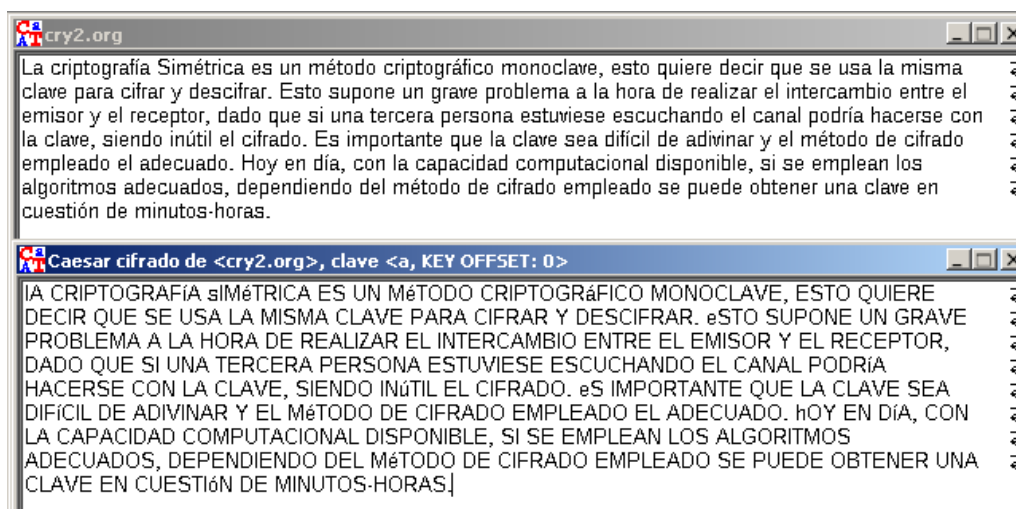 cry2.org
La criptografía Simétrica es un método criptográfico monoclave, esto quiere decir que se usa la misma
clave para cifrar y descifrar. Esto supone un grave problema a la hora de realizar el intercambio entre el
emisor y el receptor, dado que si una tercera persona estuviese escuchando el canal podría hacerse con
la clave, siendo inútil el cifrado. Es importante que la clave sea difícil de adivinar y el método de cifrado
empleado el adecuado. Hoy en día, con la capacidad computacional disponible, si se emplean los
algoritmos adecuados, dependiendo del método de cifrado empleado se puede obtener una clave en
cuestión de minutos-horas.
Caesar cifrado de <cry2.org>, clave <a, KEY OFFSET: 0>
lA CRIPTOGRAFíA sIMéTRICA ES UN MéTODO CRIPTOGRáFICO MONOCLAVE, ESTO QUIERE
DECIR QUE SE USA LA MISMA CLAVE PARA CIFRAR Y DESCIFRAR. eSTO SUPONE UN GRAVE
PROBLEMA A LA HORA DE REALIZAR EL INTERCAMBIO ENTRE EL EMISOR Y EL RECEPTOR,
DADO QUE SI UNA TERCERA PERSONA ESTUVIESE ESCUCHANDO EL CANAL PODRíA
HACERSE CON LA CLAVE, SIENDO INúTIL EL CIFRADO. eS IMPORTANTE QUE LA CLAVE SEA
DIFíCIL DE ADIVINAR Y EL MéTODO DE CIFRADO EMPLEADO EL ADECUADO. hOY EN DíA, CON
LA CAPACIDAD COMPUTACIONAL DISPONIBLE, SI SE EMPLEAN LOS ALGORITMOS
ADECUADOS, DEPENDIENDO DEL MéTODO DE CIFRADO EMPLEADO SE PUEDE OBTENER UNA
CLAVE EN CUESTIóN DE MINUTOS-HORAS.